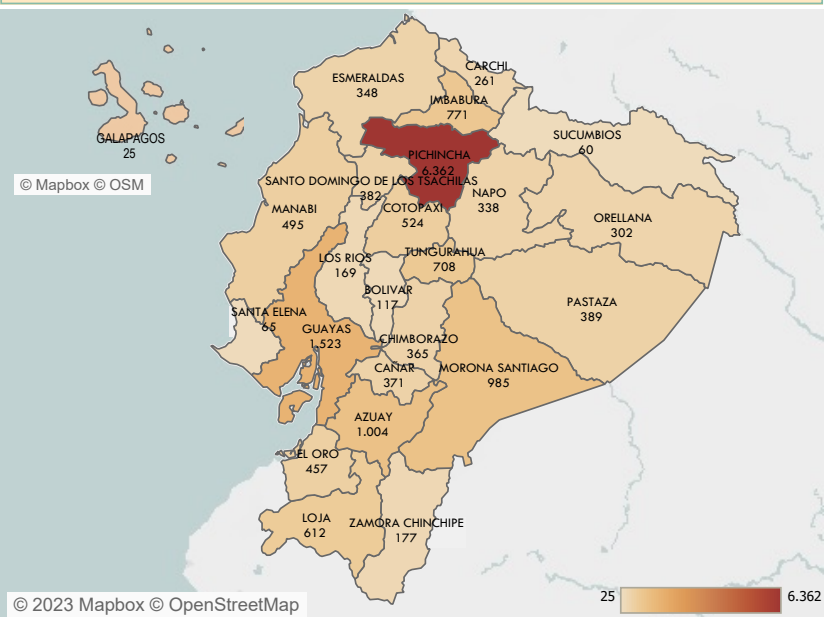 CARCHI
261
ESMERALDAS
348
IMBABURA
771
GALAPAGOS
25
SUCUMBIOS
60
PICHINCHA
6.362
© Mapbox © OSM
SANTO DOMINGO DE LOS TSACHILAS
382
NAPO
338
MANABI
495
COTOPAXI
524
ORELLANA
302
TUNGURAHUA
708
LOS RIOS
169
BOLIVAR
117
PASTAZA
389
SANTA ELENA
65
GUAYAS
1.523
CHIMBORAZO
365
CAÑAR
371
MORONA SANTIAGO
985
AZUAY
1.004
EL ORO
457
LOJA
612
ZAMORA CHINCHIPE
177
25
6.362
© 2023 Mapbox © OpenStreetMap